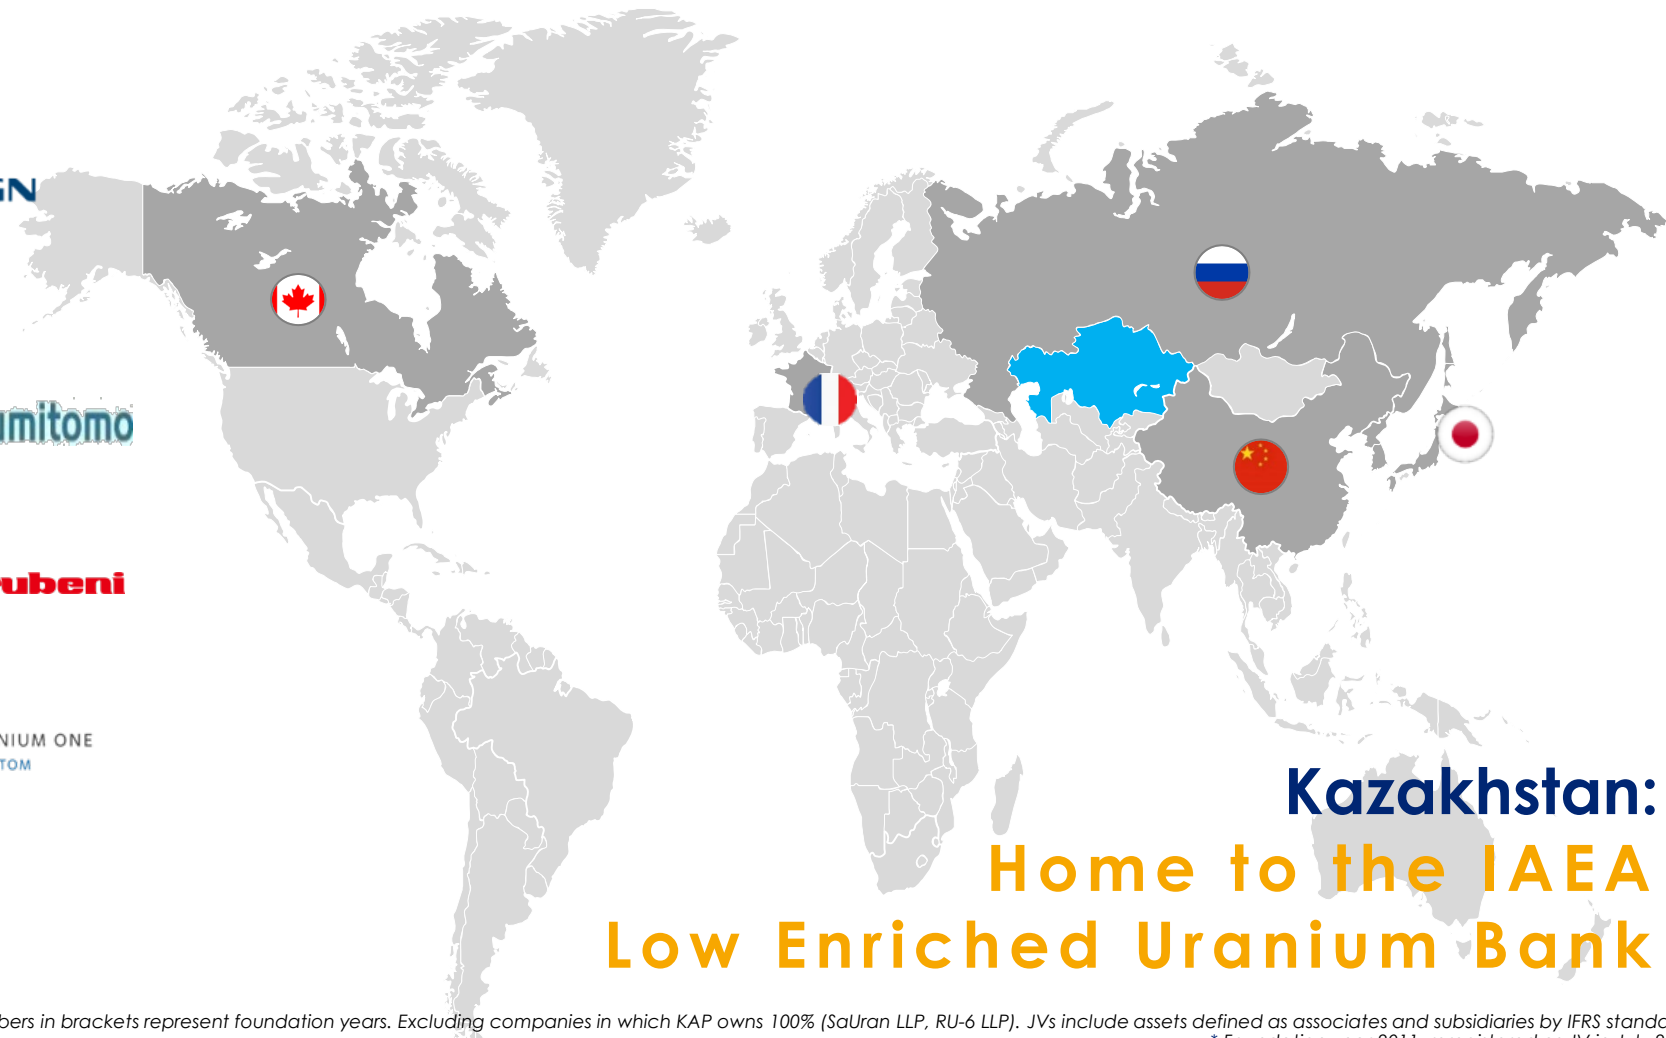 GN
umitomo
rubeni
NIUM ONE
TOM
Kazakhstan:
Home to the IAEA
Low Enriched Uranium Bank
bers in brackets represent foundation years. Excluding companies in which KAP owns 100% (SaUran LLP, RU-6 LLP). JVs include assets defined as associates and subsidiaries by IFRS standa